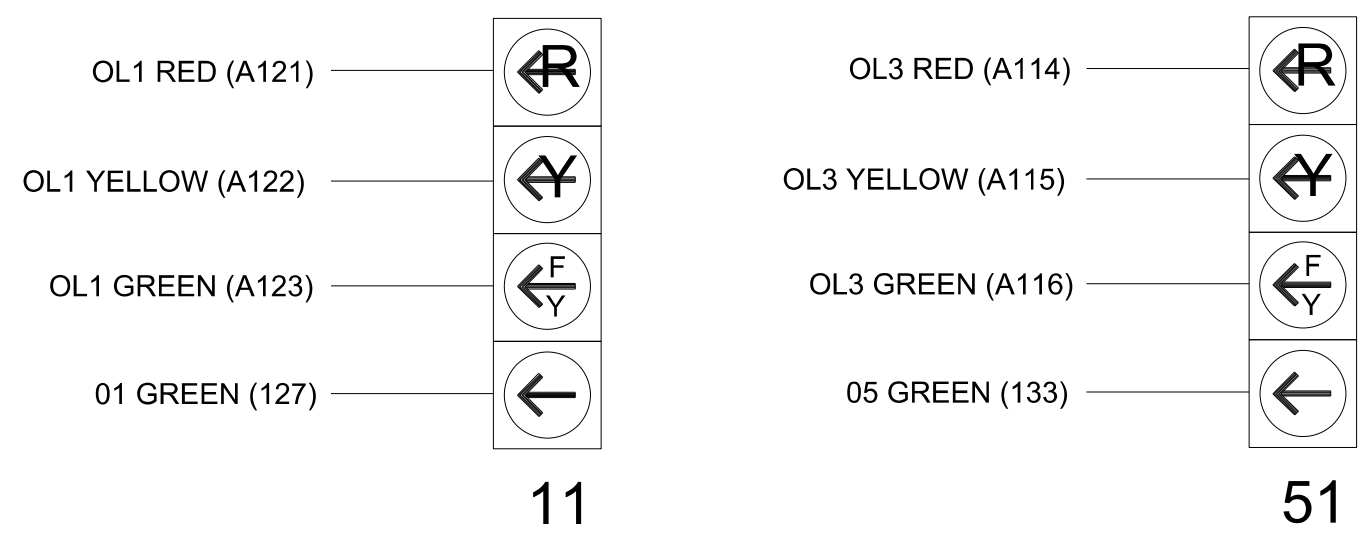 OL1 RED (A121)
R
OL1 YELLOW (A122)
Y
OL1 GREEN (A123)
F
Y
01 GREEN (127)
11
OL3 RED (A114)
R
OL3 YELLOW (A115)
Y
OL3 GREEN (A116)
F
Y
05 GREEN (133)
51